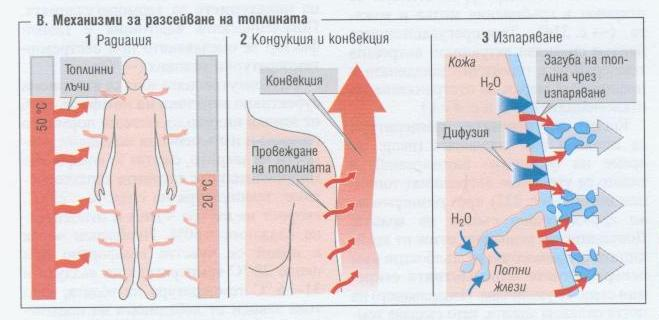 В. Механизми за разсейване на топлината
1 Радиация
Топлинни
лъчи
50 °C
20 °C
2 Кондукция и конвекция
Конвекция
Провеждане
на топлината
3 Изпаряване
Кожа
H₂O
Загуба на топ-
лина чрез
изпаряване
Дифузия
H₂O
Потни
жлези